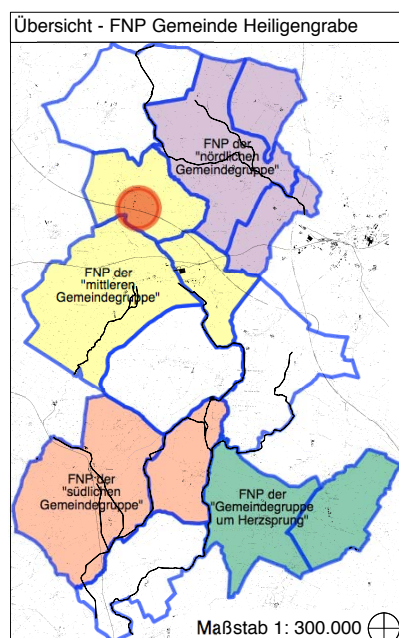 Übersicht - FNP Gemeinde Heiligengrabe
FNP der
"nördlichen
Gemeindegruppe"
FNP der
"mittleren
Gemeindegruppe"
FNP der
"südlichen
Gemeindegruppe"
FNP der
"Gemeindegruppe
um Herzsprung"
Maßstab 1: 300.000